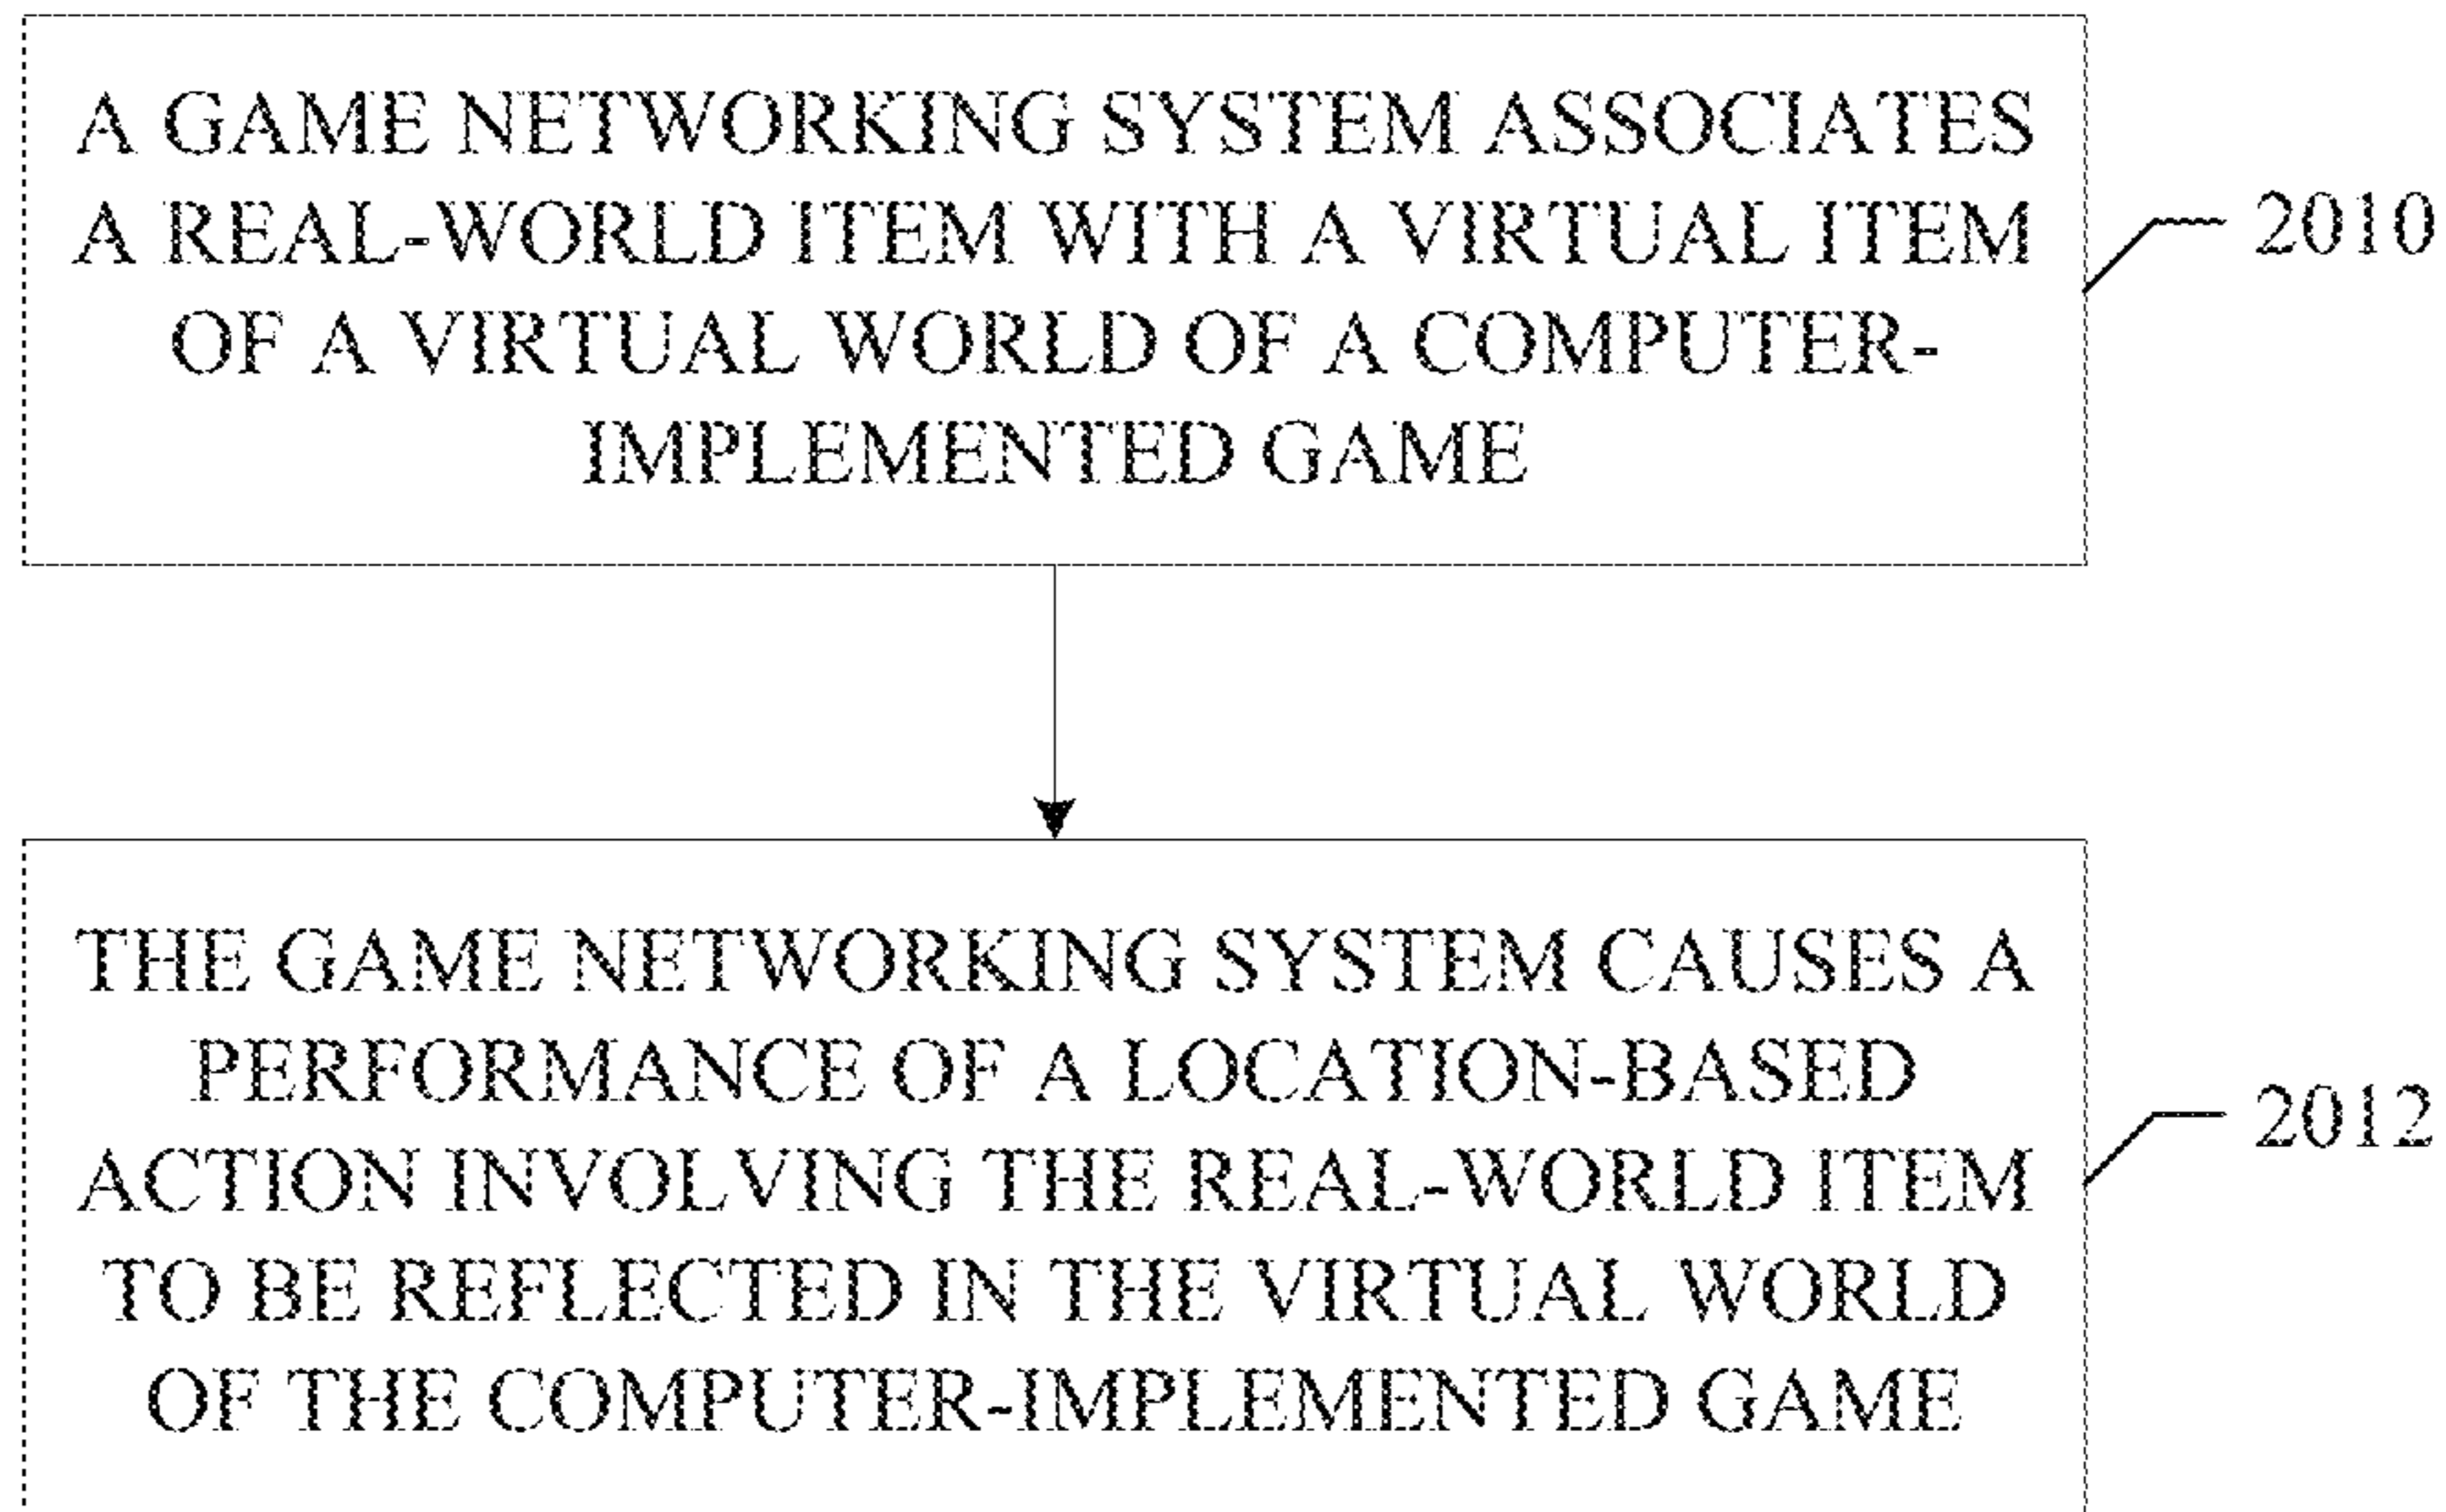 A GAME NETWORKING SYSTEM ASSOCIATES
A REAL-WORLD ITEM WITH A VIRTUAL ITEM
OF A VIRTUAL WORLD OF A COMPUTER-
IMPLEMENTED GAME
2010
THE GAME NETWORKING SYSTEM CAUSES A
PERFORMANCE OF A LOCATION-BASED
ACTION INVOLVING THE REAL-WORLD ITEM
TO BE REFLECTED IN THE VIRTUAL WORLD
OF THE COMPUTER-IMPLEMENTED GAME
2012